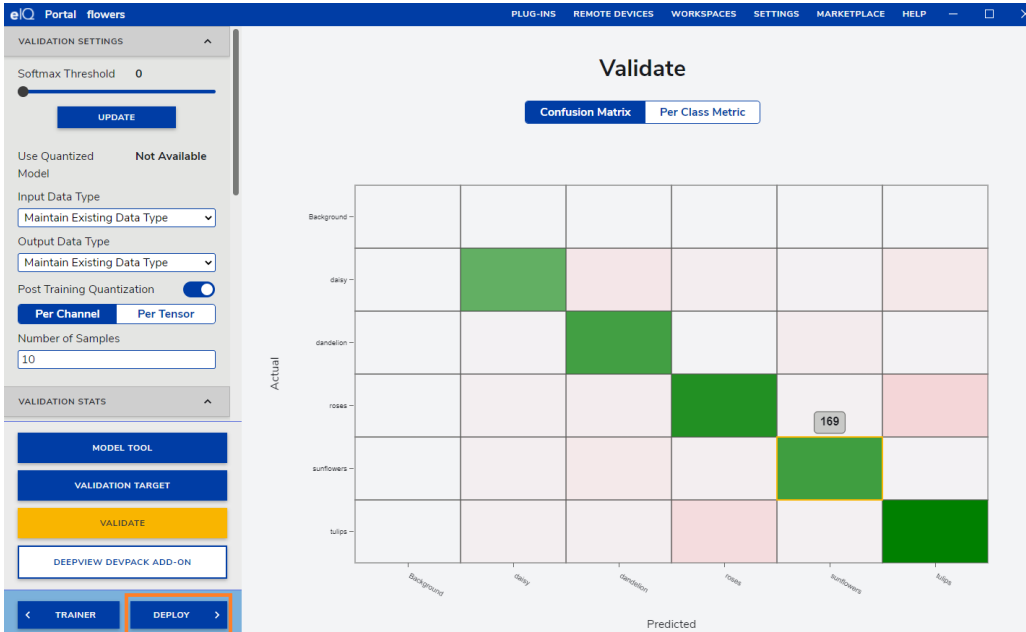 eIQ Portal flowers
PLUG-INS REMOTE DEVICES WORKSPACES SETTINGS MARKETPLACE HELP
VALIDATION SETTINGS
Softmax Threshold 0
UPDATE
Use Quantized Model Not Available
Input Data Type
Maintain Existing Data Type
Output Data Type
Maintain Existing Data Type
Post Training Quantization
Per Channel Per Tensor
Number of Samples
10
VALIDATION STATS
MODEL TOOL
VALIDATION TARGET
VALIDATE
DEEPVIEW DEVPACK ADD-ON
TRAINER DEPLOY
Validate
Confusion Matrix Per Class Metric
Actual
Background
daisy
dandelion
roses
169
sunflowers
tulips
Background daisy dandelion roses sunflowers tulips
Predicted